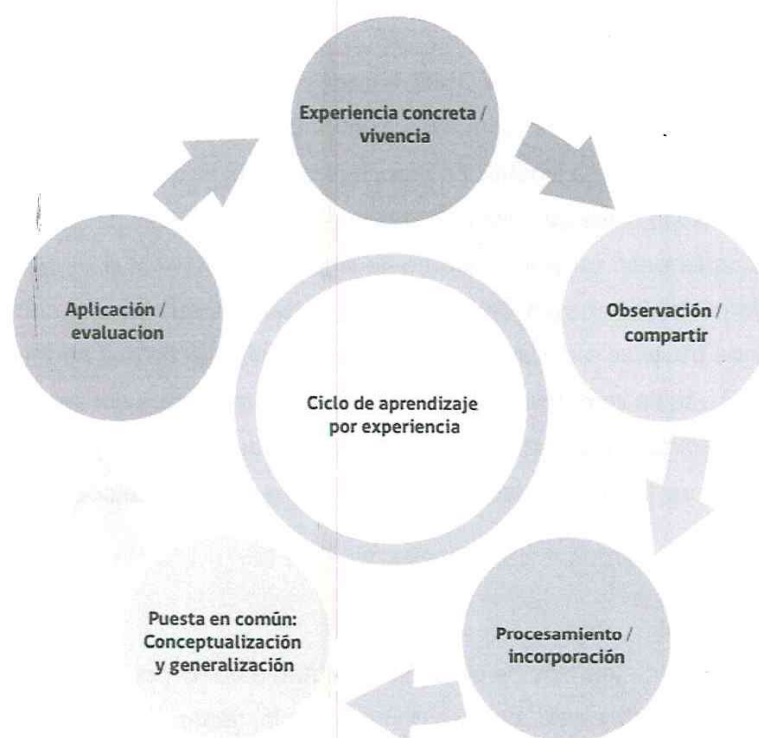 Experiencia concreta /
vivencia
Observación /
compartir
Procesamiento /
incorporación
Puesta en común:
Conceptualización
y generalización
Aplicación /
evaluacion
Ciclo de aprendizaje
por experiencia